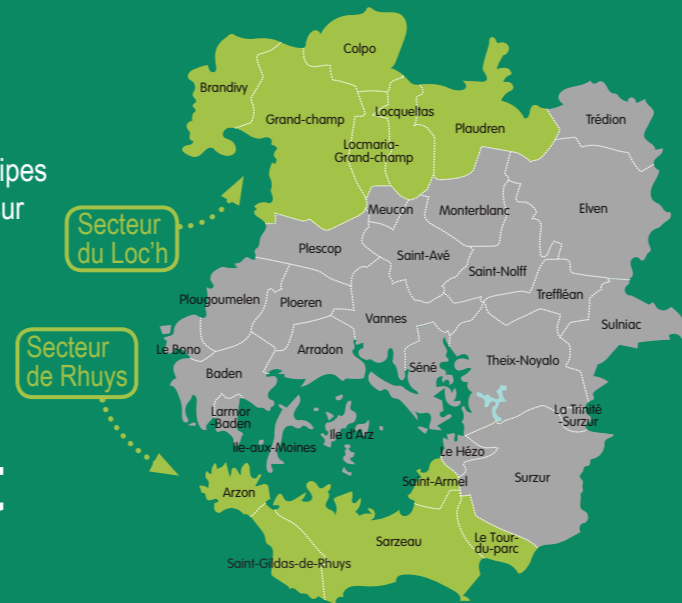 ipes
ur
Secteur
du Loc'h
Secteur
de Rhuys
Colpo
Brandivy
Grand-champ
Locqueltas
Locmaria-
Grand-champ
Plaudren
Trédion
Meucon
Monterblanc
Elven
Plescop
Saint-Avé
Saint-Nolff
Treffléan
Plougoumelen
Ploeren
Vannes
Sulniac
Le Bono
Arradon
Séné
Theix-Noyalo
Baden
Larmor
-Baden
La Trinité
-Surzur
Ile-aux-Moines
Ile d'Arz
Le Hézo
Surzur
Saint-Armel
Arzon
Sarzeau
Le Tour-
du-parc
Saint-Gildas-de-Rhuys